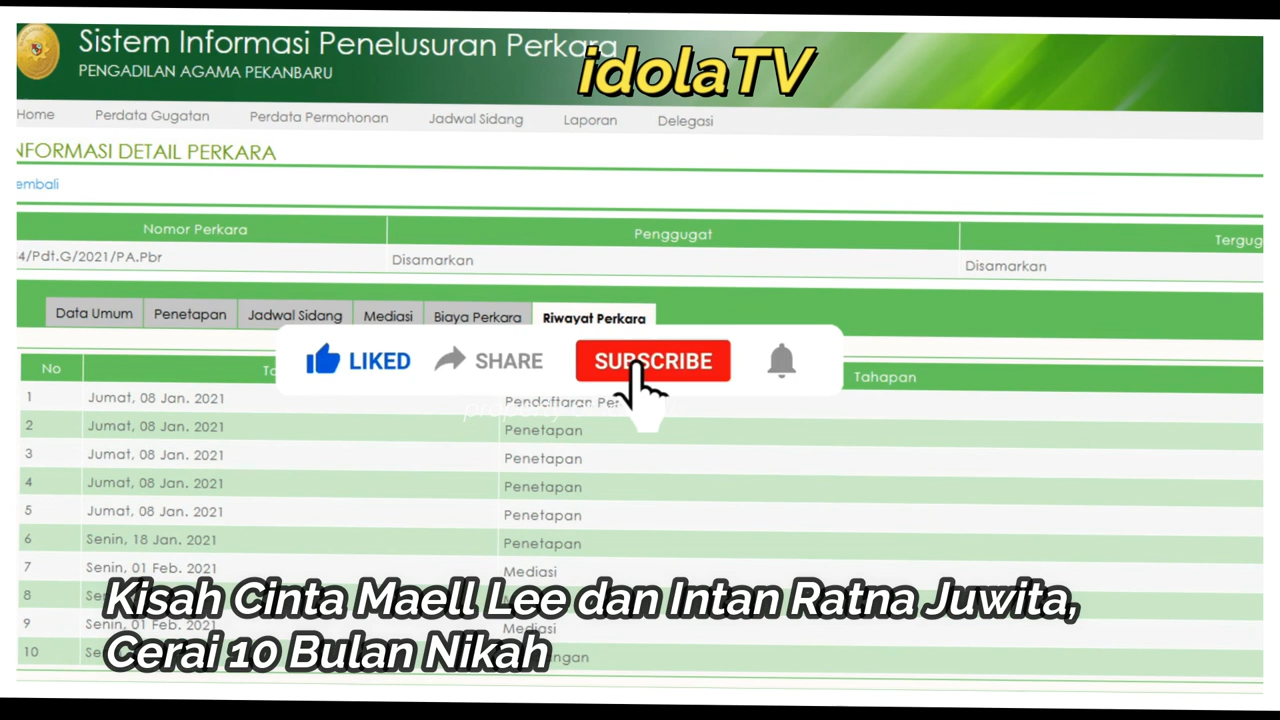 Sistem Informasi Penelusuran Perkara
idolaTV
PENGADILAN AGAMA PEKANBARU
Home Perdata Gugatan Perdata Permohonan Jadwal Sidang Laporan Delegasi
NFORMASI DETAIL PERKARA
embali
Nomor Perkara Penggugat Tergug
4/Pdt.G/2021/PA.Pbr Disamarkan Disamarkan
Data Umum Penetapan Jadwal Sidang Mediasi Biaya Perkara Riwayat Perkara
LIKED SHARE SUBSCRIBE
No Ta Tahapan
1 Jumat, 08 Jan. 2021 Pendaftaran Per
2 Jumat, 08 Jan. 2021 Penetapan
3 Jumat, 08 Jan. 2021 Penetapan
4 Jumat, 08 Jan. 2021 Penetapan
5 Jumat, 08 Jan. 2021 Penetapan
6 Senin, 18 Jan. 2021 Penetapan
7 Senin, 01 Feb. 2021 Mediasi
8
9 Senin, 01 Feb. 2021 Mediasi
10 Se ngan
Kisah Cinta Maell Lee dan Intan Ratna Juwita,
Cerai 10 Bulan Nikah